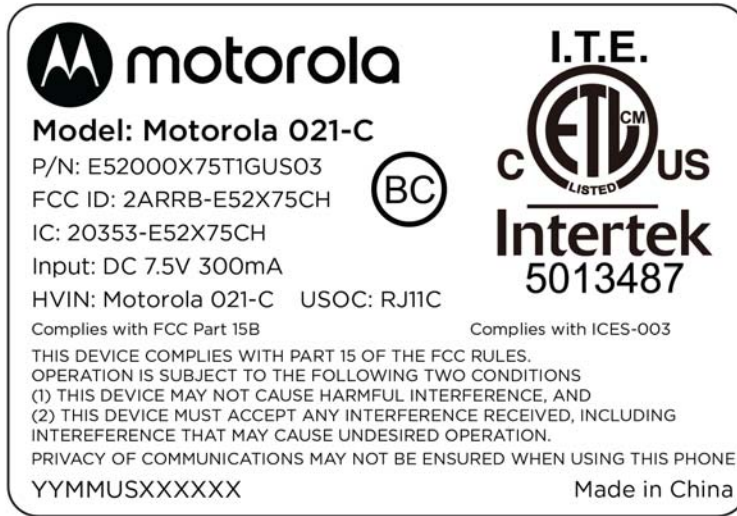 motorola
Model: Motorola 021-C
P/N: E52000X75T1GUS03
FCC ID: 2ARRB-E52X75CH
BC
IC: 20353-E52X75CH
Input: DC 7.5V 300mA
HVIN: Motorola 021-C USOC: RJ11C
I.T.E.
C ETL CM US
LISTED
Intertek
5013487
Complies with FCC Part 15B Complies with ICES-003
THIS DEVICE COMPLIES WITH PART 15 OF THE FCC RULES.
OPERATION IS SUBJECT TO THE FOLLOWING TWO CONDITIONS
(1) THIS DEVICE MAY NOT CAUSE HARMFUL INTERFERENCE, AND
(2) THIS DEVICE MUST ACCEPT ANY INTERFERENCE RECEIVED, INCLUDING
INTEREFERENCE THAT MAY CAUSE UNDESIRED OPERATION.
PRIVACY OF COMMUNICATIONS MAY NOT BE ENSURED WHEN USING THIS PHONE
YYMMUSXXXXXX Made in China